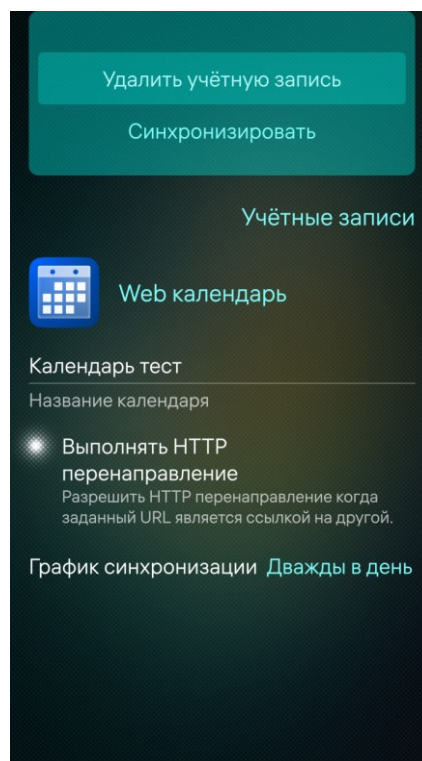 Удалить учётную запись
Синхронизировать
Учётные записи
Web календарь
Календарь тест
Название календаря
Выполнять HTTP
перенаправление
Разрешить HTTP перенаправление когда
заданный URL является ссылкой на другой.
График синхронизации Дважды в день